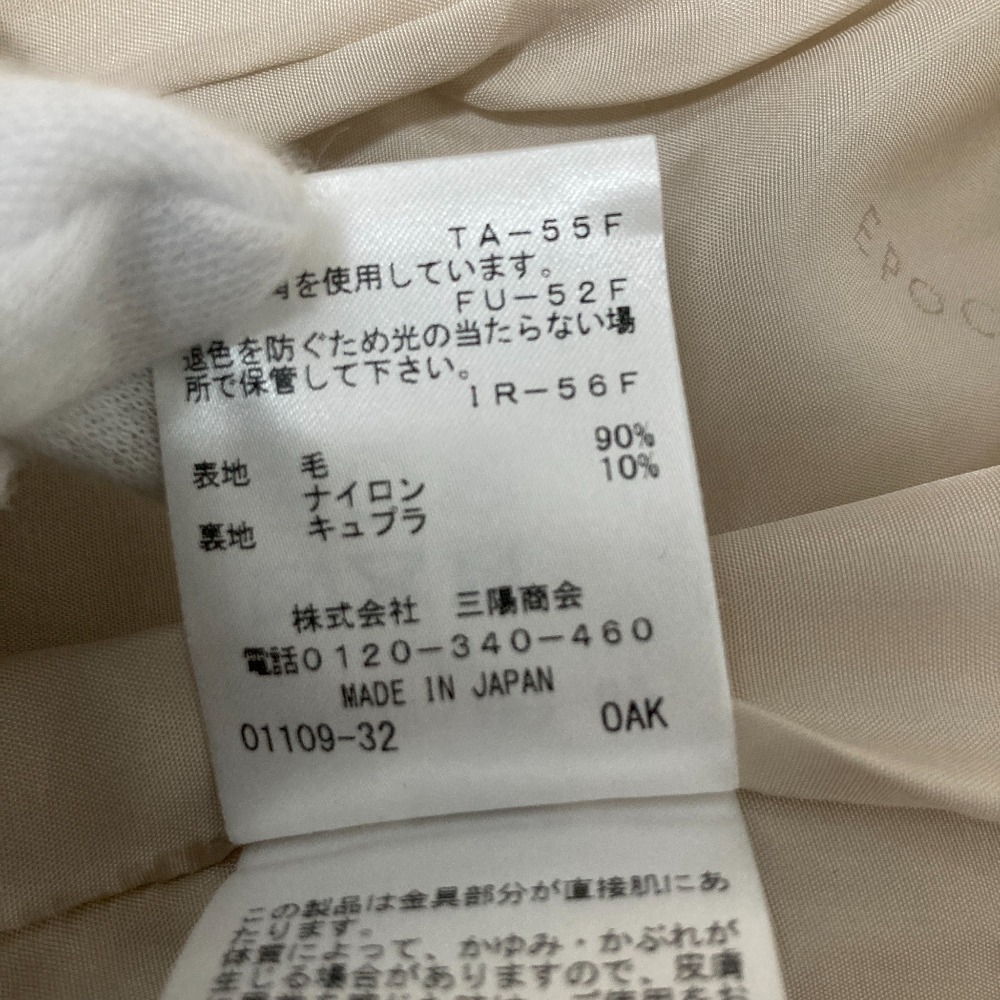 TA-55F
を使用しています。
FU-52F
退色を防ぐため光の当たらない場
所で保管して下さい。
IR-56F
表地 毛 90%
ナイロン 10%
裏地 キュプラ
株式会社 三陽商会
電話0120-340-460
MADE IN JAPAN
01109-32 OAK
この製品は金具部分が直接肌にあ
たります。
体質によって、かゆみ・かぶれが
生じる場合がありますので、皮膚
EPOC